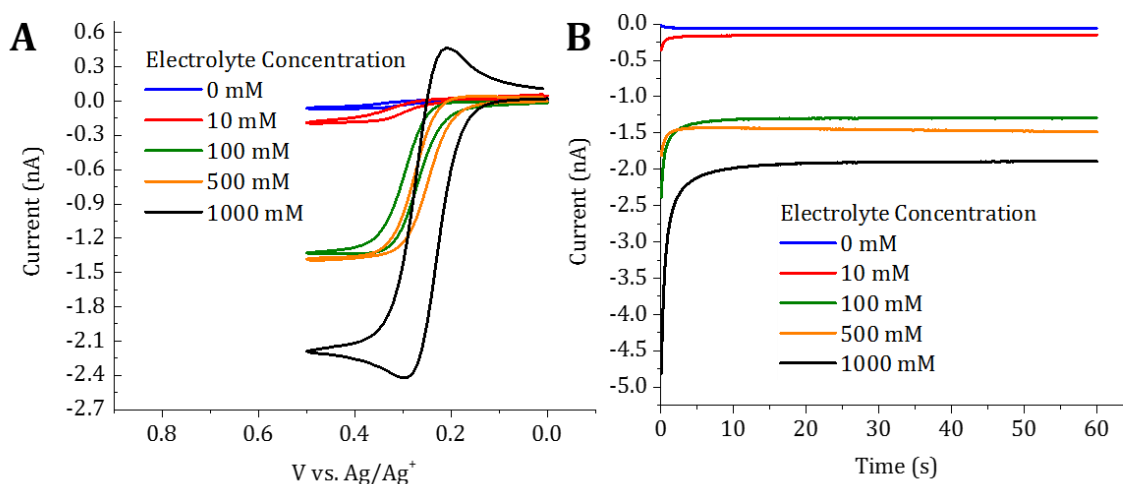 A
Electrolyte Concentration
0 mM
10 mM
100 mM
500 mM
1000 mM
0.6
0.3
0.0
-0.3
-0.6
-0.9
-1.2
-1.5
-1.8
-2.1
-2.4
-2.7
Current (nA)
0.8
0.6
0.4
0.2
0.0
V vs. Ag/Ag⁺
B
0.0
-0.5
-1.0
-1.5
-2.0
-2.5
-3.0
-3.5
-4.0
-4.5
-5.0
Current (nA)
Electrolyte Concentration
0 mM
10 mM
100 mM
500 mM
1000 mM
0
10
20
30
40
50
60
Time (s)